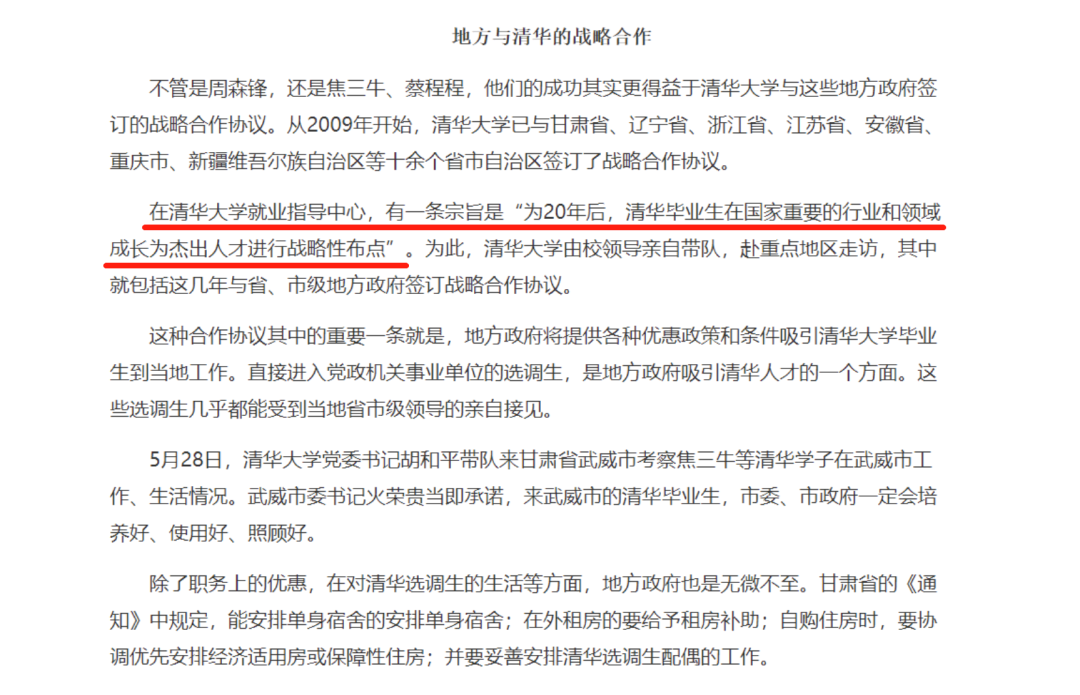 地方与清华的战略合作
不管是周森锋，还是焦三牛、蔡程程，他们的成功其实更得益于清华大学与这些地方政府签
订的战略合作协议。从2009年开始，清华大学已与甘肃省、辽宁省、浙江省、江苏省、安徽省、
重庆市、新疆维吾尔族自治区等十余个省市自治区签订了战略合作协议。
在清华大学就业指导中心，有一条宗旨是“为20年后，清华毕业生在国家重要的行业和领域
成长为杰出人才进行战略性布点”。为此，清华大学由校领导亲自带队，赴重点地区走访，其中
就包括这几年与省、市级地方政府签订战略合作协议。
这种合作协议其中的重要一条就是，地方政府将提供各种优惠政策和条件吸引清华大学毕业
生到当地工作。直接进入党政机关事业单位的选调生，是地方政府吸引清华人才的一个方面。这
些选调生几乎都能受到当地省市级领导的亲自接见。
5月28日，清华大学党委书记胡和平带队来甘肃省武威市考察焦三牛等清华学子在武威市工
作、生活情况。武威市委书记火荣贵当即承诺，来武威市的清华毕业生，市委、市政府一定会培
养好、使用好、照顾好。
除了职务上的优惠，在对清华选调生的生活等方面，地方政府也是无微不至。甘肃省的《通
知》中规定，能安排单身宿舍的安排单身宿舍；在外租房的要给予租房补助；自购住房时，要协
调优先安排经济适用房或保障性住房；并要妥善安排清华选调生配偶的工作。